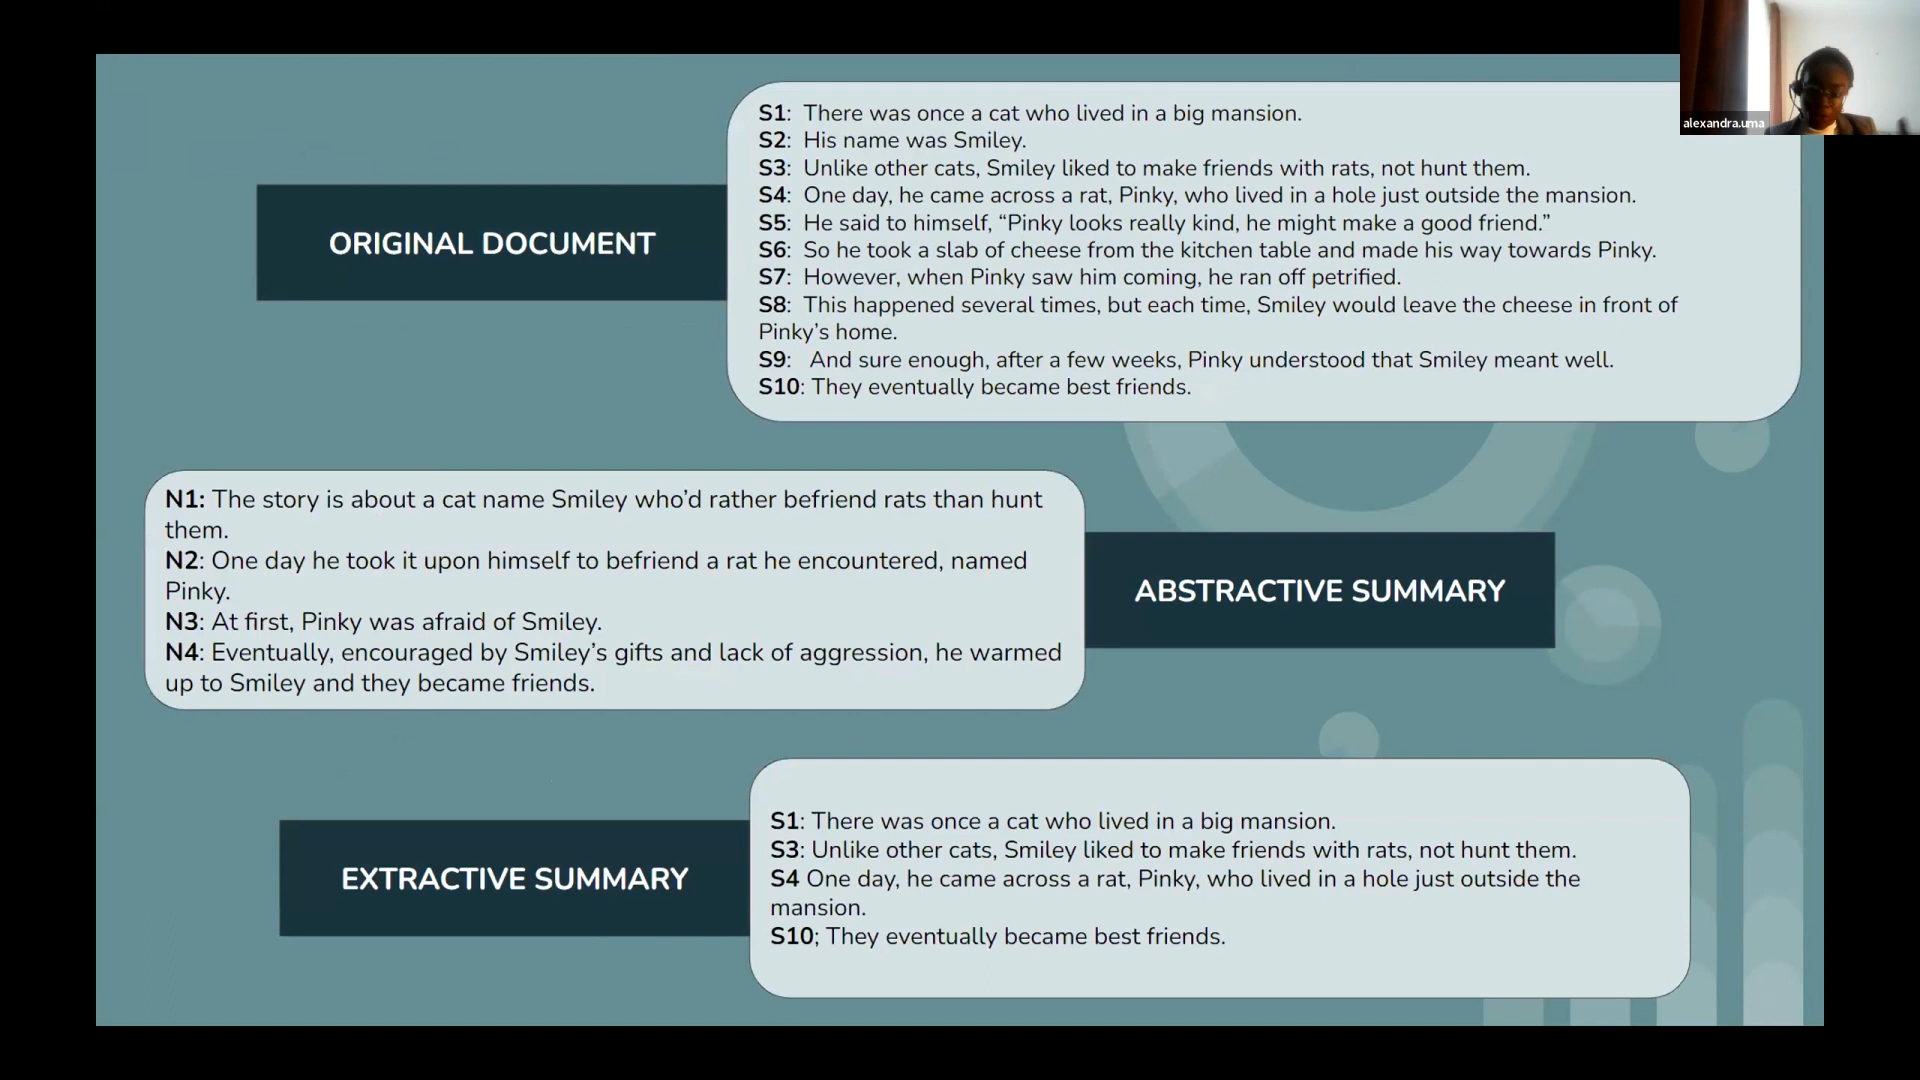 alexandra.uma
ORIGINAL DOCUMENT
S1:  There was once a cat who lived in a big mansion.
S2:  His name was Smiley.
S3:  Unlike other cats, Smiley liked to make friends with rats, not hunt them.
S4:  One day, he came across a rat, Pinky, who lived in a hole just outside the mansion.
S5:  He said to himself, “Pinky looks really kind, he might make a good friend.”
S6:  So he took a slab of cheese from the kitchen table and made his way towards Pinky.
S7:  However, when Pinky saw him coming, he ran off petrified.
S8:  This happened several times, but each time, Smiley would leave the cheese in front of
Pinky’s home.
S9:   And sure enough, after a few weeks, Pinky understood that Smiley meant well.
S10: They eventually became best friends.
N1: The story is about a cat name Smiley who’d rather befriend rats than hunt
them.
N2: One day he took it upon himself to befriend a rat he encountered, named
Pinky.
N3: At first, Pinky was afraid of Smiley.
N4: Eventually, encouraged by Smiley’s gifts and lack of aggression, he warmed
up to Smiley and they became friends.
ABSTRACTIVE SUMMARY
EXTRACTIVE SUMMARY
S1: There was once a cat who lived in a big mansion.
S3: Unlike other cats, Smiley liked to make friends with rats, not hunt them.
S4 One day, he came across a rat, Pinky, who lived in a hole just outside the
mansion.
S10; They eventually became best friends.